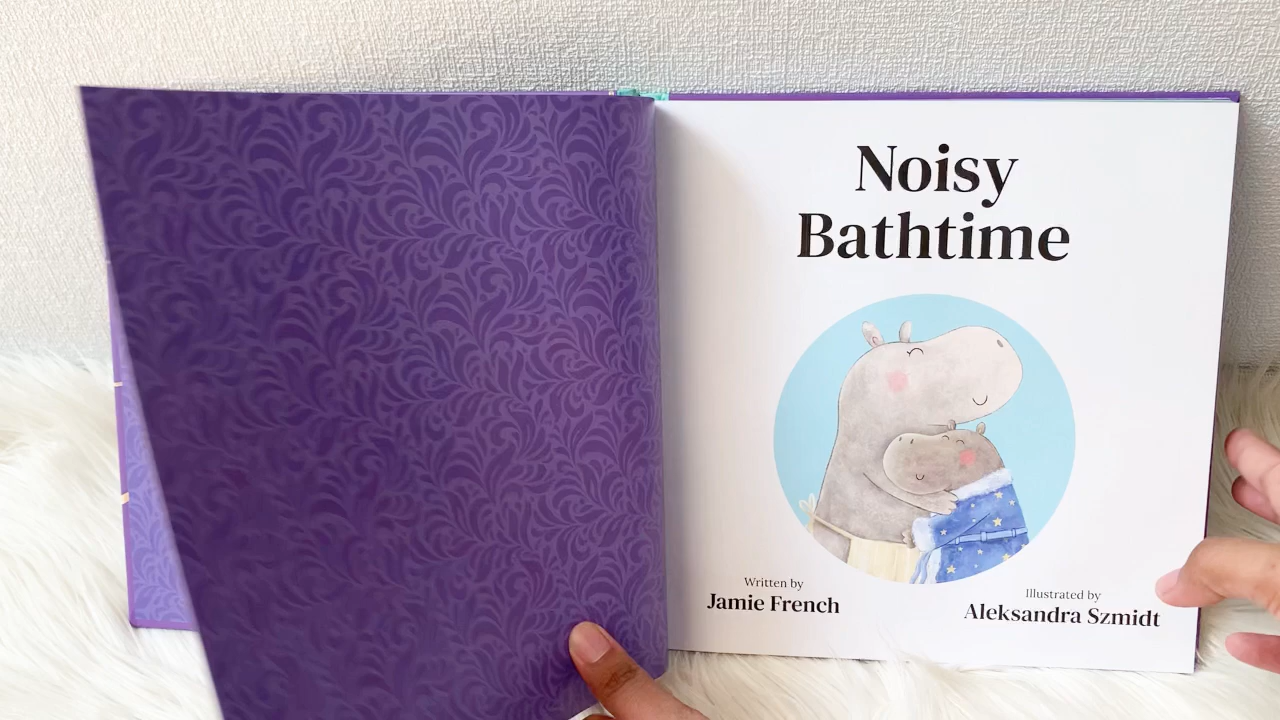 Noisy
Bathtime
Written by
Jamie French
Illustrated by
Aleksandra Szmidt